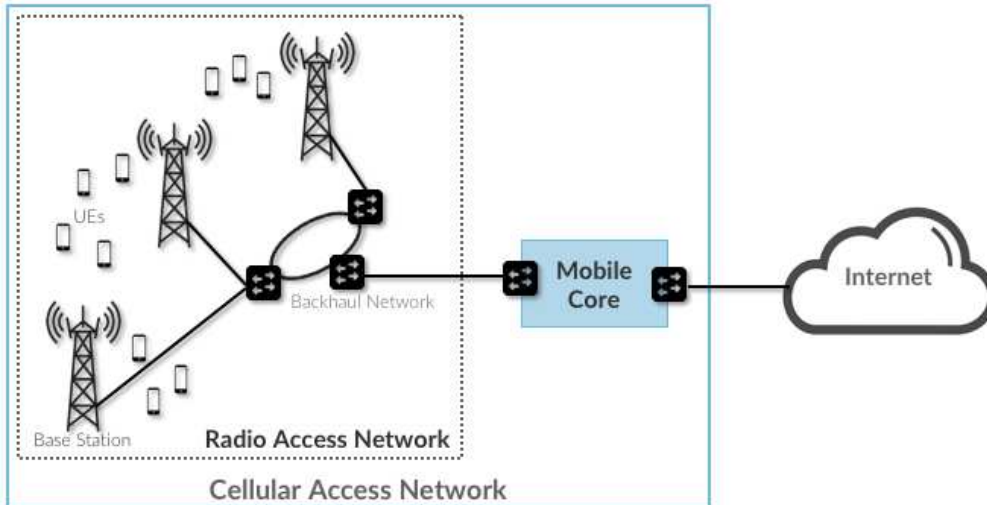 UEs
Backhaul Network
Mobile
Core
Internet
Base Station
Radio Access Network
Cellular Access Network